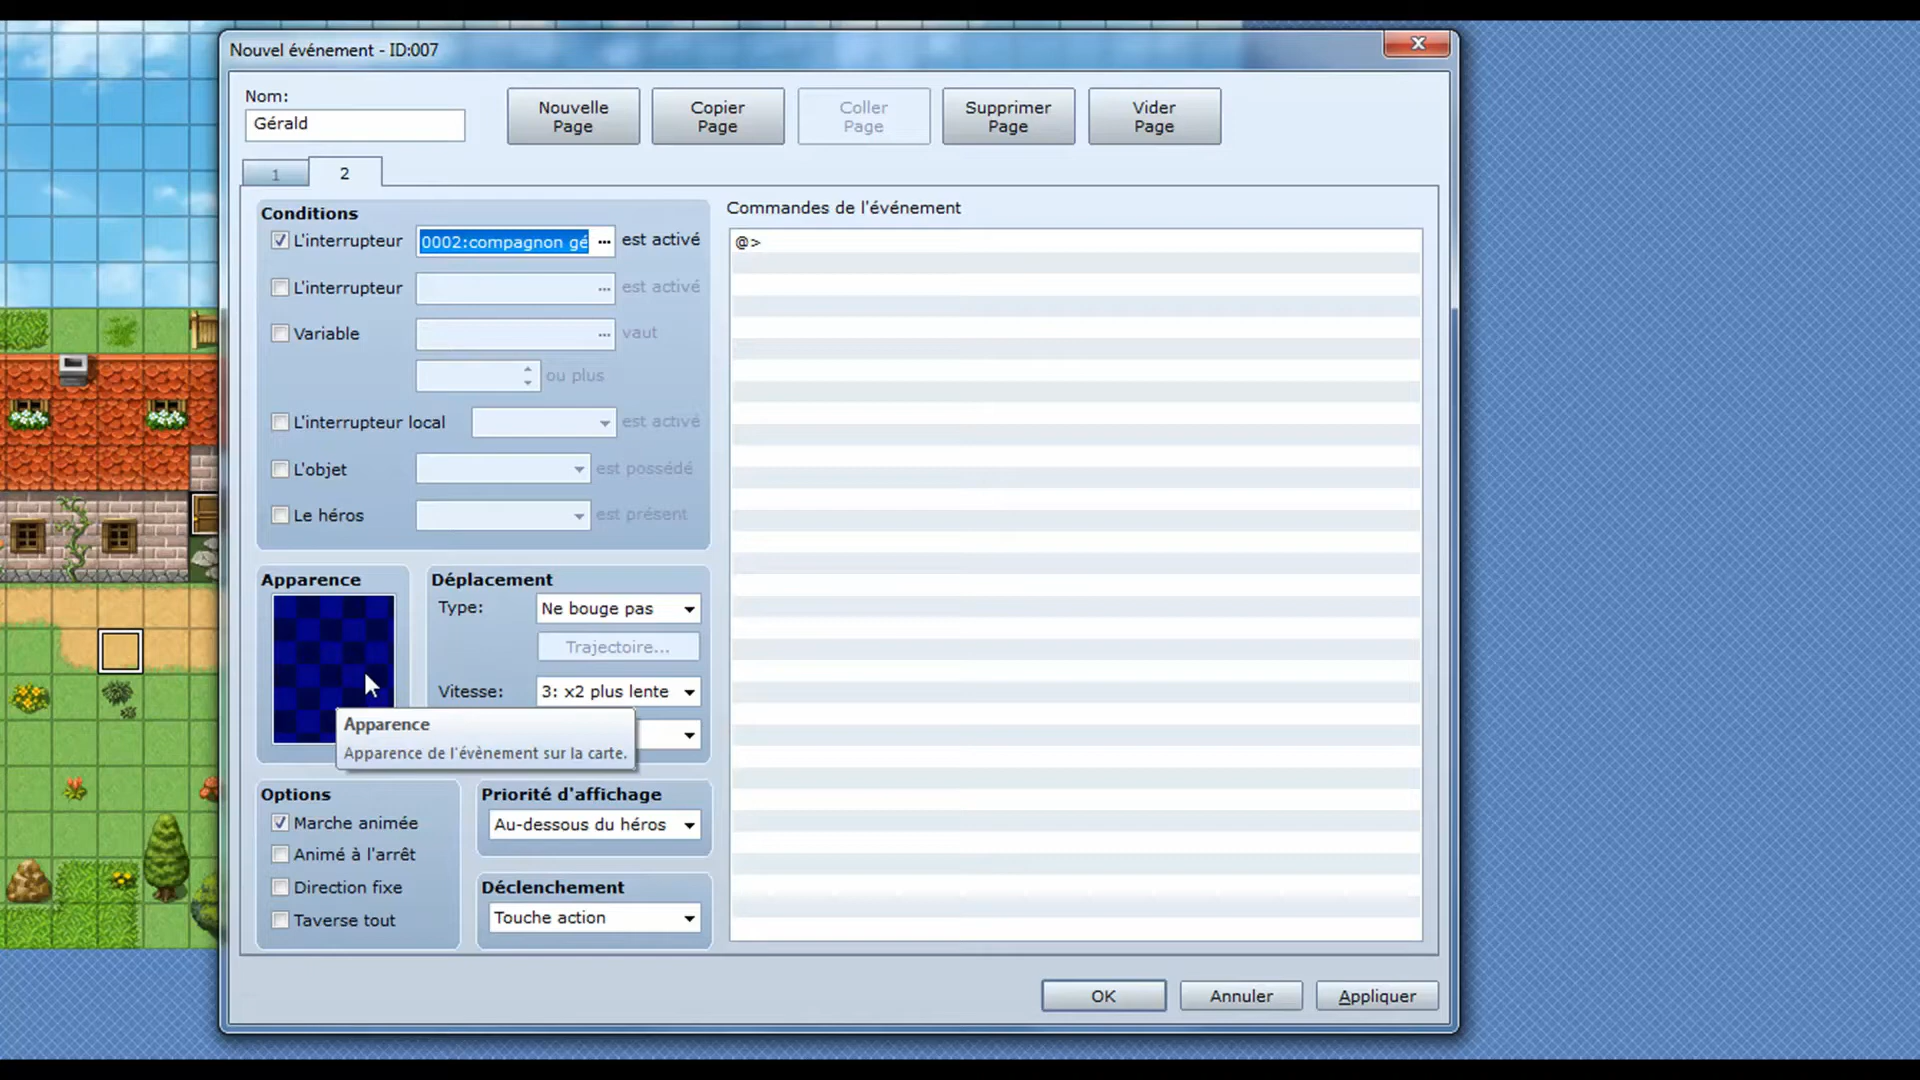 Nouvel événement - ID:007
Nom:
Gérald
Nouvelle Page
Copier Page
Coller Page
Supprimer Page
Vider Page
1
2
Conditions
L'interrupteur 0002:compagnon gé ... est activé
L'interrupteur ... est activé
Variable ... vaut
ou plus
L'interrupteur local est activé
L'objet est possédé
Le héros est présent
Apparence
Déplacement
Type: Ne bouge pas
Trajectoire...
Vitesse: 3: x2 plus lente
Apparence
Apparence de l'évènement sur la carte.
Options
Marche animée
Animé à l'arrêt
Direction fixe
Taverse tout
Priorité d'affichage
Au-dessous du héros
Déclenchement
Touche action
Commandes de l'événement
@>
OK
Annuler
Appliquer